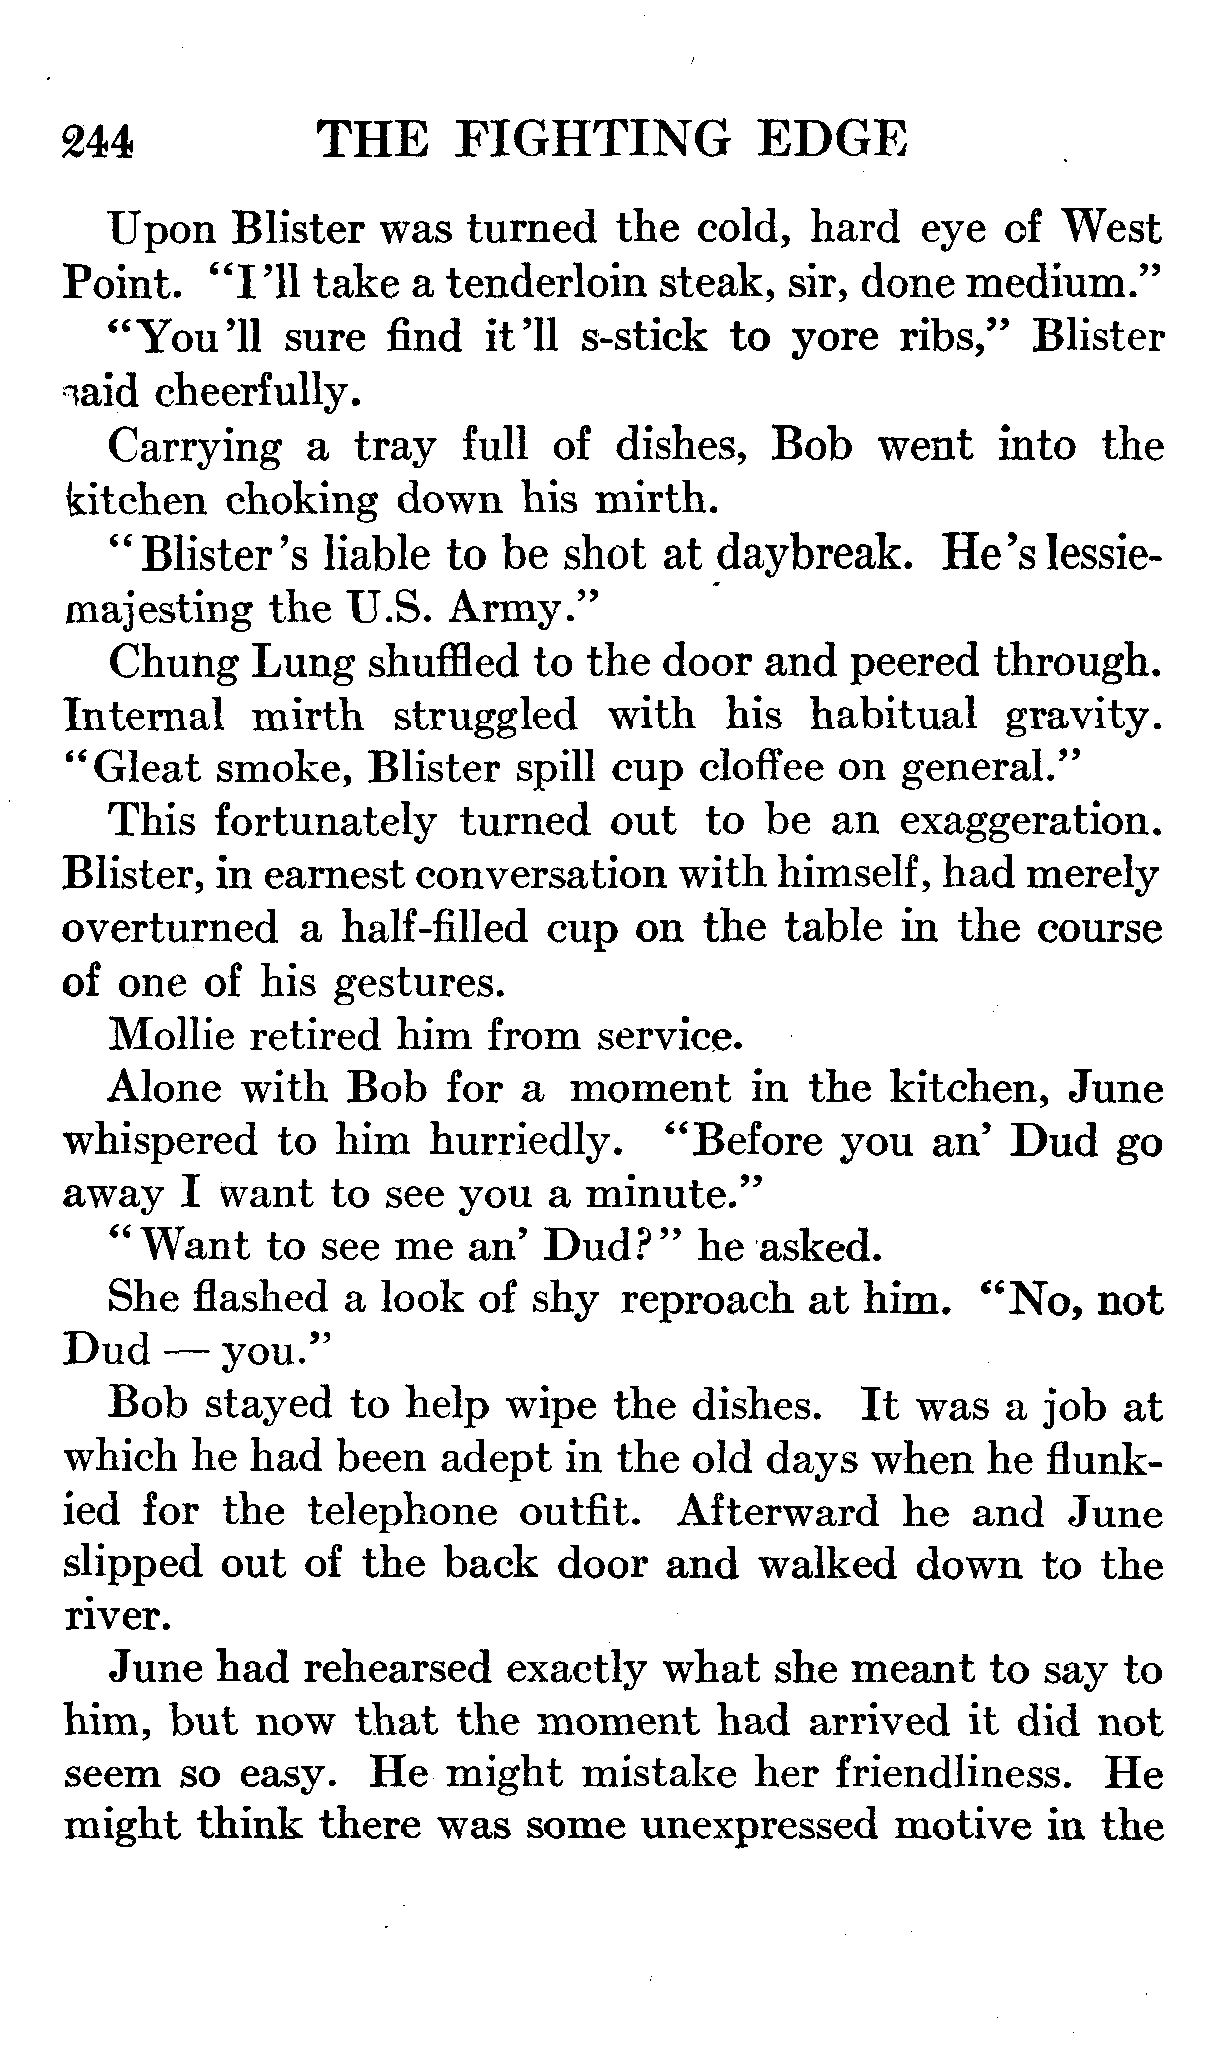 244 THE FIGHTING EDGE
Upon Blister was turned the cold, hard eye of West
Point. “I’ll take a tenderloin steak, sir, done medium.”
“You’ll sure find it’ll s-stick to yore ribs,” Blister
said cheerfully.
Carrying a tray full of dishes, Bob went into the
kitchen choking down his mirth.
“Blister’s liable to be shot at daybreak. He’s lessie-
majesting the U.S. Army.”
Chung Lung shuffled to the door and peered through.
Internal mirth struggled with his habitual gravity.
“Gleat smoke, Blister spill cup cloffee on general.”
This fortunately turned out to be an exaggeration.
Blister, in earnest conversation with himself, had merely
overturned a half-filled cup on the table in the course
of one of his gestures.
Mollie retired him from service.
Alone with Bob for a moment in the kitchen, June
whispered to him hurriedly. “Before you an’ Dud go
away I want to see you a minute.”
“Want to see me an’ Dud?” he asked.
She flashed a look of shy reproach at him. “No, not
Dud — you.”
Bob stayed to help wipe the dishes. It was a job at
which he had been adept in the old days when he flunk-
ied for the telephone outfit. Afterward he and June
slipped out of the back door and walked down to the
river.
June had rehearsed exactly what she meant to say to
him, but now that the moment had arrived it did not
seem so easy. He might mistake her friendliness. He
might think there was some unexpressed motive in the